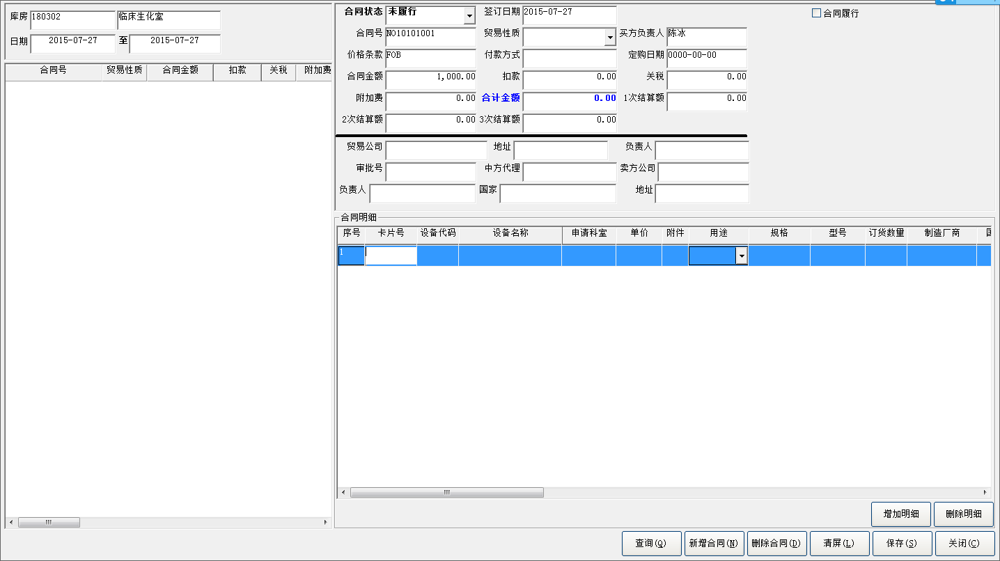 库房 180302 临床生化室
日期 2015-07-27 至 2015-07-27
合同号 贸易性质 合同金额 扣款 关税 附加费
合同状态 未履行 签订日期 2015-07-27 合同履行
合同号 NO10101001 贸易性质 买方负责人 陈冰
价格条款 FOB 付款方式 定购日期 0000-00-00
合同金额 1,000.00 扣款 0.00 关税 0.00
附加费 0.00 合计金额 0.00 1次结算额 0.00
2次结算额 0.00 3次结算额 0.00
贸易公司 地址 负责人
审批号 中方代理 卖方公司
负责人 国家 地址
合同明细
序号 卡片号 设备代码 设备名称 申请科室 单价 附件 用途 规格 型号 订货数量 制造厂商
1
增加明细 删除明细
查询(Q) 新增合同(N) 删除合同(D) 清屏(L) 保存(S) 关闭(C)